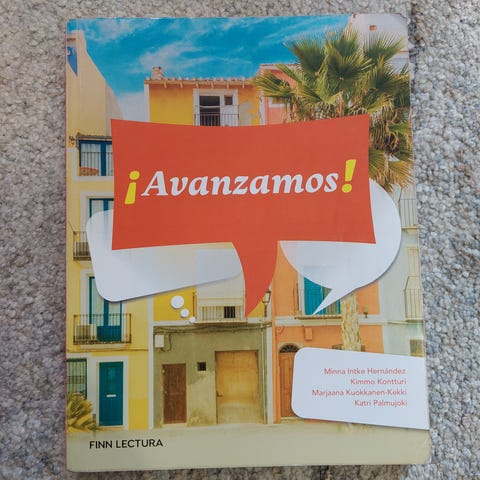 ¡Avanzamos!
Minna Intke Hernández
Kimmo Kontturi
Marjaana Kuokkanen-Kekki
Katri Palmujoki
FINN LECTURA